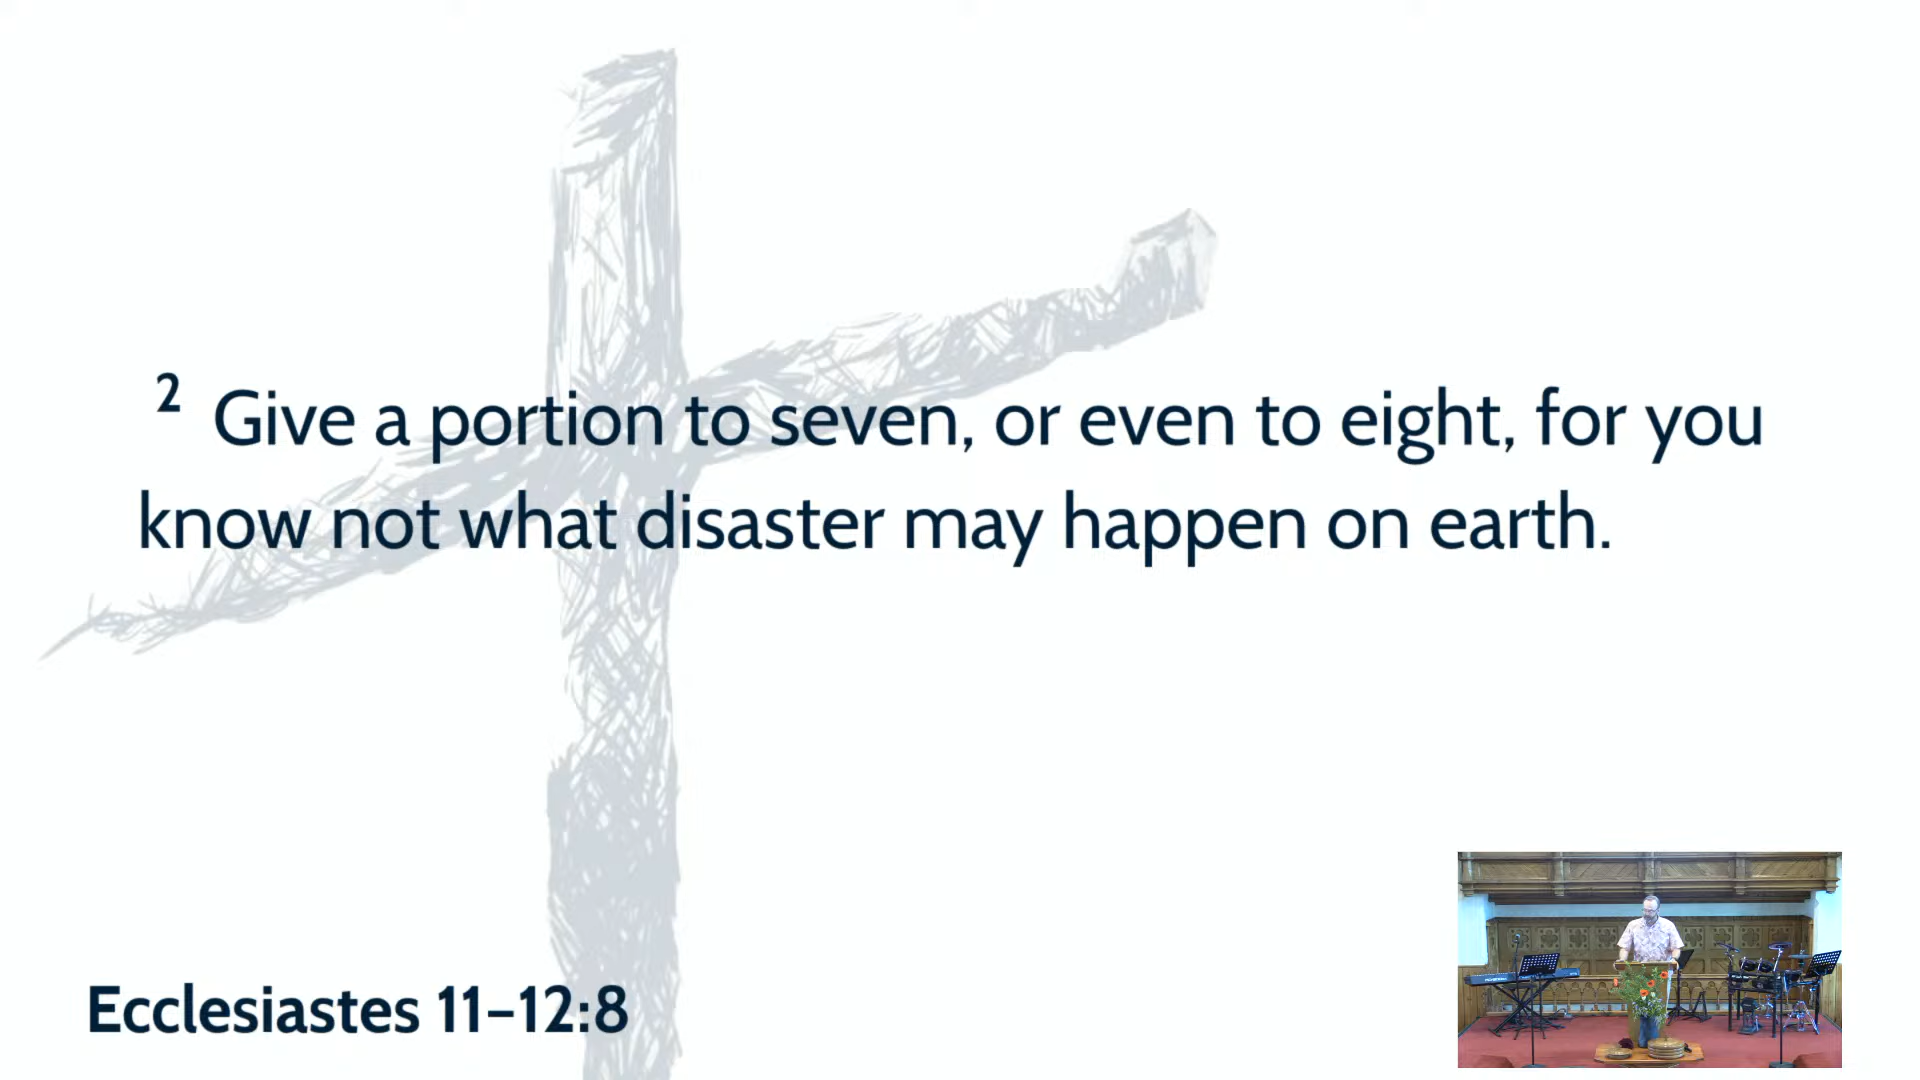 2 Give a portion to seven, or even to eight, for you
know not what disaster may happen on earth.
Ecclesiastes 11–12:8